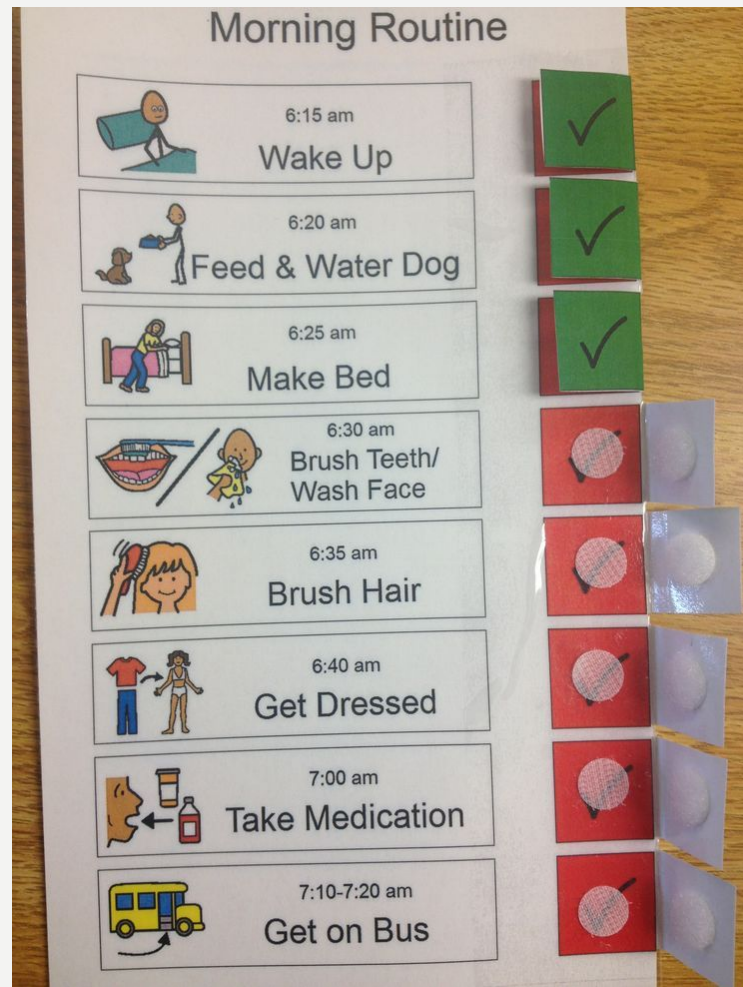 Morning Routine
6:15 am
Wake Up
6:20 am
Feed & Water Dog
6:25 am
Make Bed
6:30 am
Brush Teeth/
Wash Face
6:35 am
Brush Hair
6:40 am
Get Dressed
7:00 am
Take Medication
7:10-7:20 am
Get on Bus